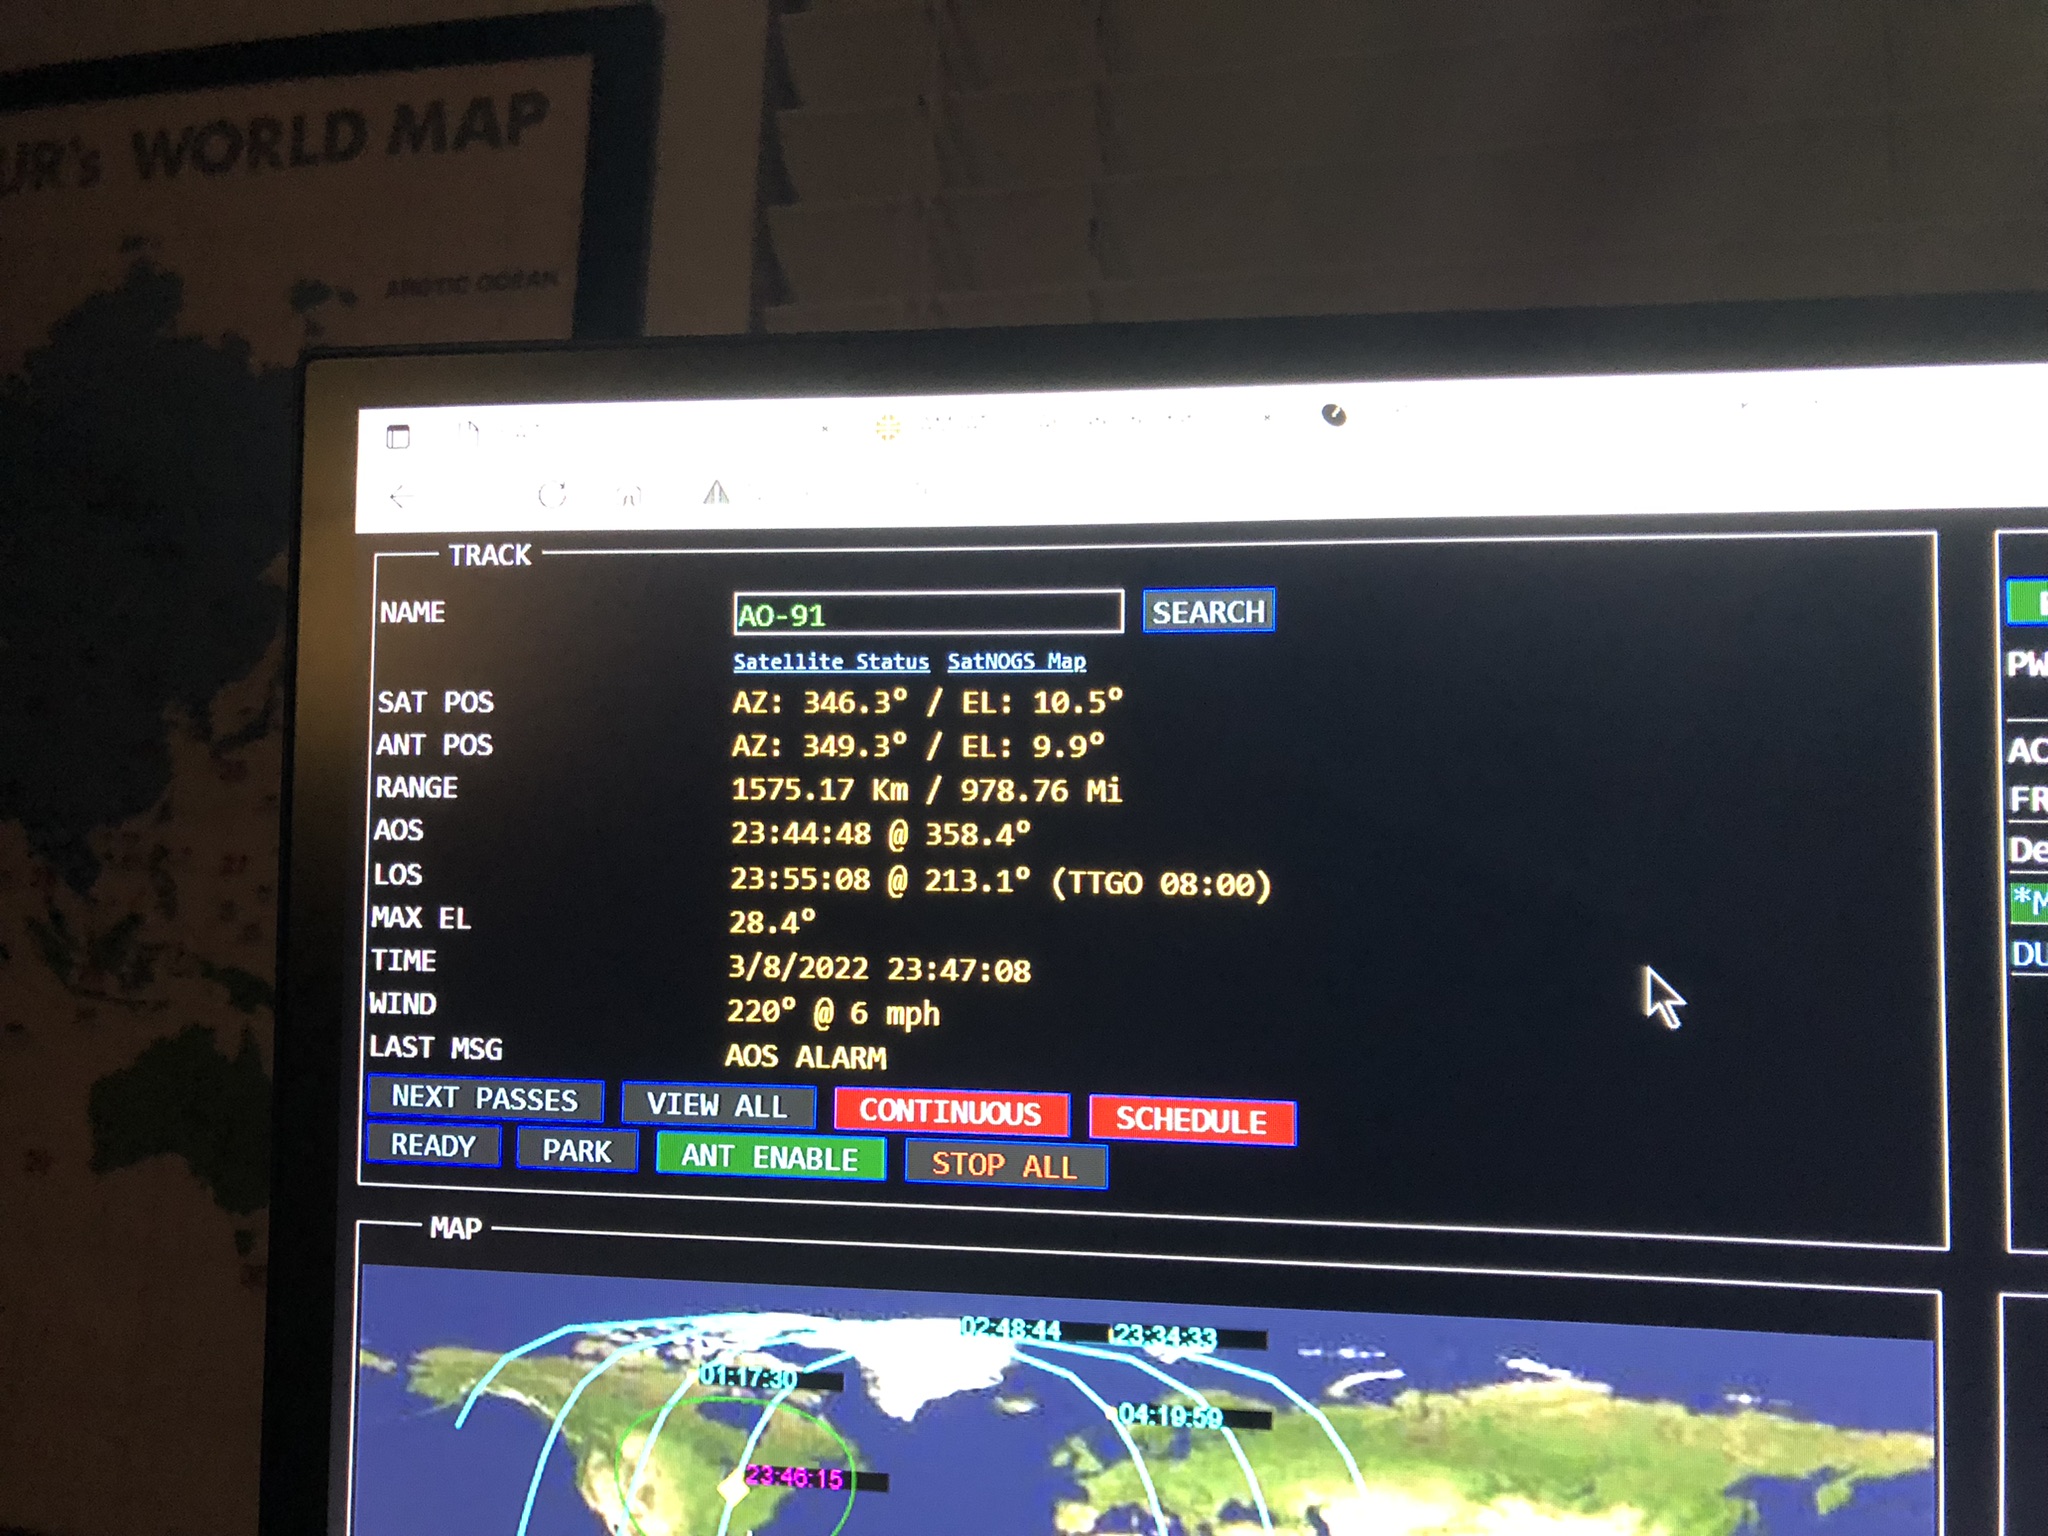 WORLD MAP
ARCTIC OCEAN
TRACK
NAME AO-91 SEARCH
Satellite Status SatNOGS Map
SAT POS AZ: 346.3° / EL: 10.5°
ANT POS AZ: 349.3° / EL: 9.9°
RANGE 1575.17 Km / 978.76 Mi
AOS 23:44:48 @ 358.4°
LOS 23:55:08 @ 213.1° (TTGO 08:00)
MAX EL 28.4°
TIME 3/8/2022 23:47:08
WIND 220° @ 6 mph
LAST MSG AOS ALARM
NEXT PASSES VIEW ALL CONTINUOUS SCHEDULE
READY PARK ANT ENABLE STOP ALL
PW
AC
FR
De
*M
DU
MAP
02:48:44 23:34:33
01:17:30
04:19:59
23:46:15